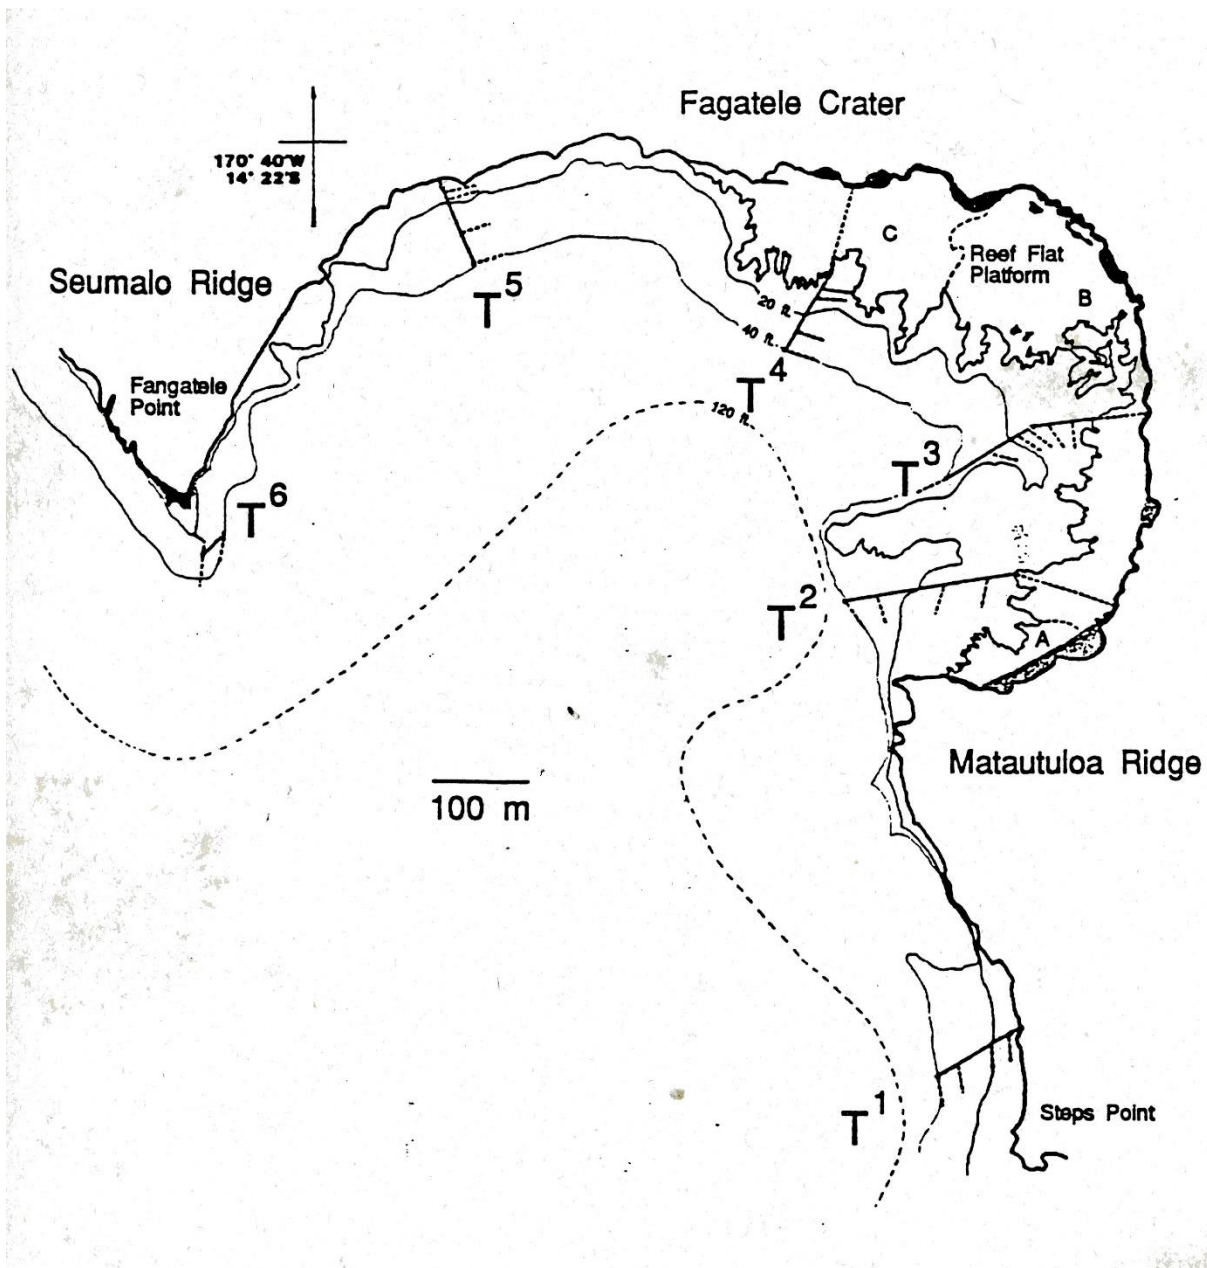 Fagatele Crater
170° 40'W
14° 22'S
C
Reef Flat
Platform
Seumalo Ridge
T5
B
20 ft.
40 ft.
T4
Fangatele
Point
120 ft.
T3
T6
T2
A
Matautuloa Ridge
100 m
T1
Steps Point